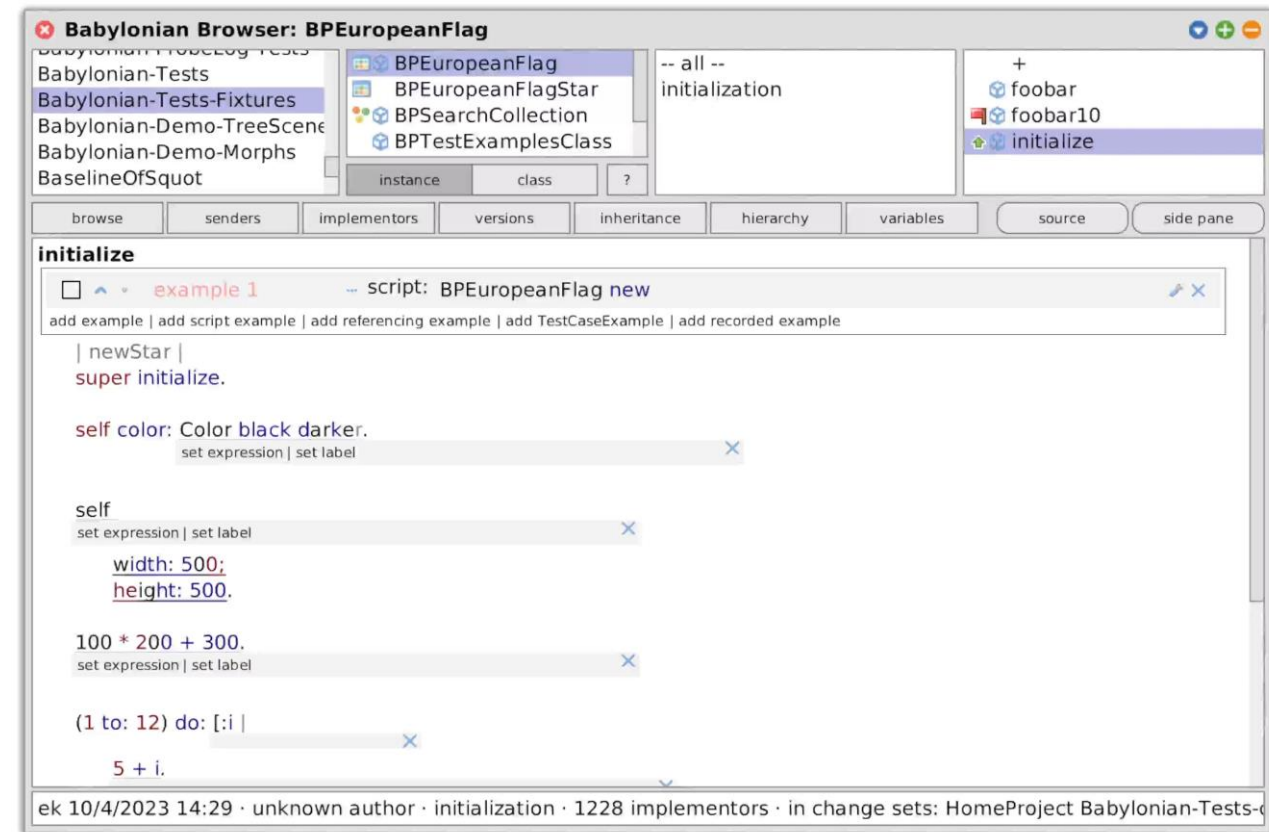 Babylonian Browser: BPEuropeanFlag
Babylonian-ProbeLog-Tests
Babylonian-Tests
Babylonian-Tests-Fixtures
Babylonian-Demo-TreeScene
Babylonian-Demo-Morphs
BaselineOfSquot
BPEuropeanFlag
BPEuropeanFlagStar
BPSearchCollection
BPTestExamplesClass
instance class ?
-- all --
initialization
+
foobar
foobar10
initialize
browse senders implementors versions inheritance hierarchy variables source side pane
initialize
example 1 ... script: BPEuropeanFlag new
add example | add script example | add referencing example | add TestCaseExample | add recorded example
| newStar |
super initialize.
self color: Color black darker.
set expression | set label
self
set expression | set label
width: 500;
height: 500.
100 * 200 + 300.
set expression | set label
(1 to: 12) do: [:i |
5 + i.
ek 10/4/2023 14:29 · unknown author · initialization · 1228 implementors · in change sets: HomeProject Babylonian-Tests-